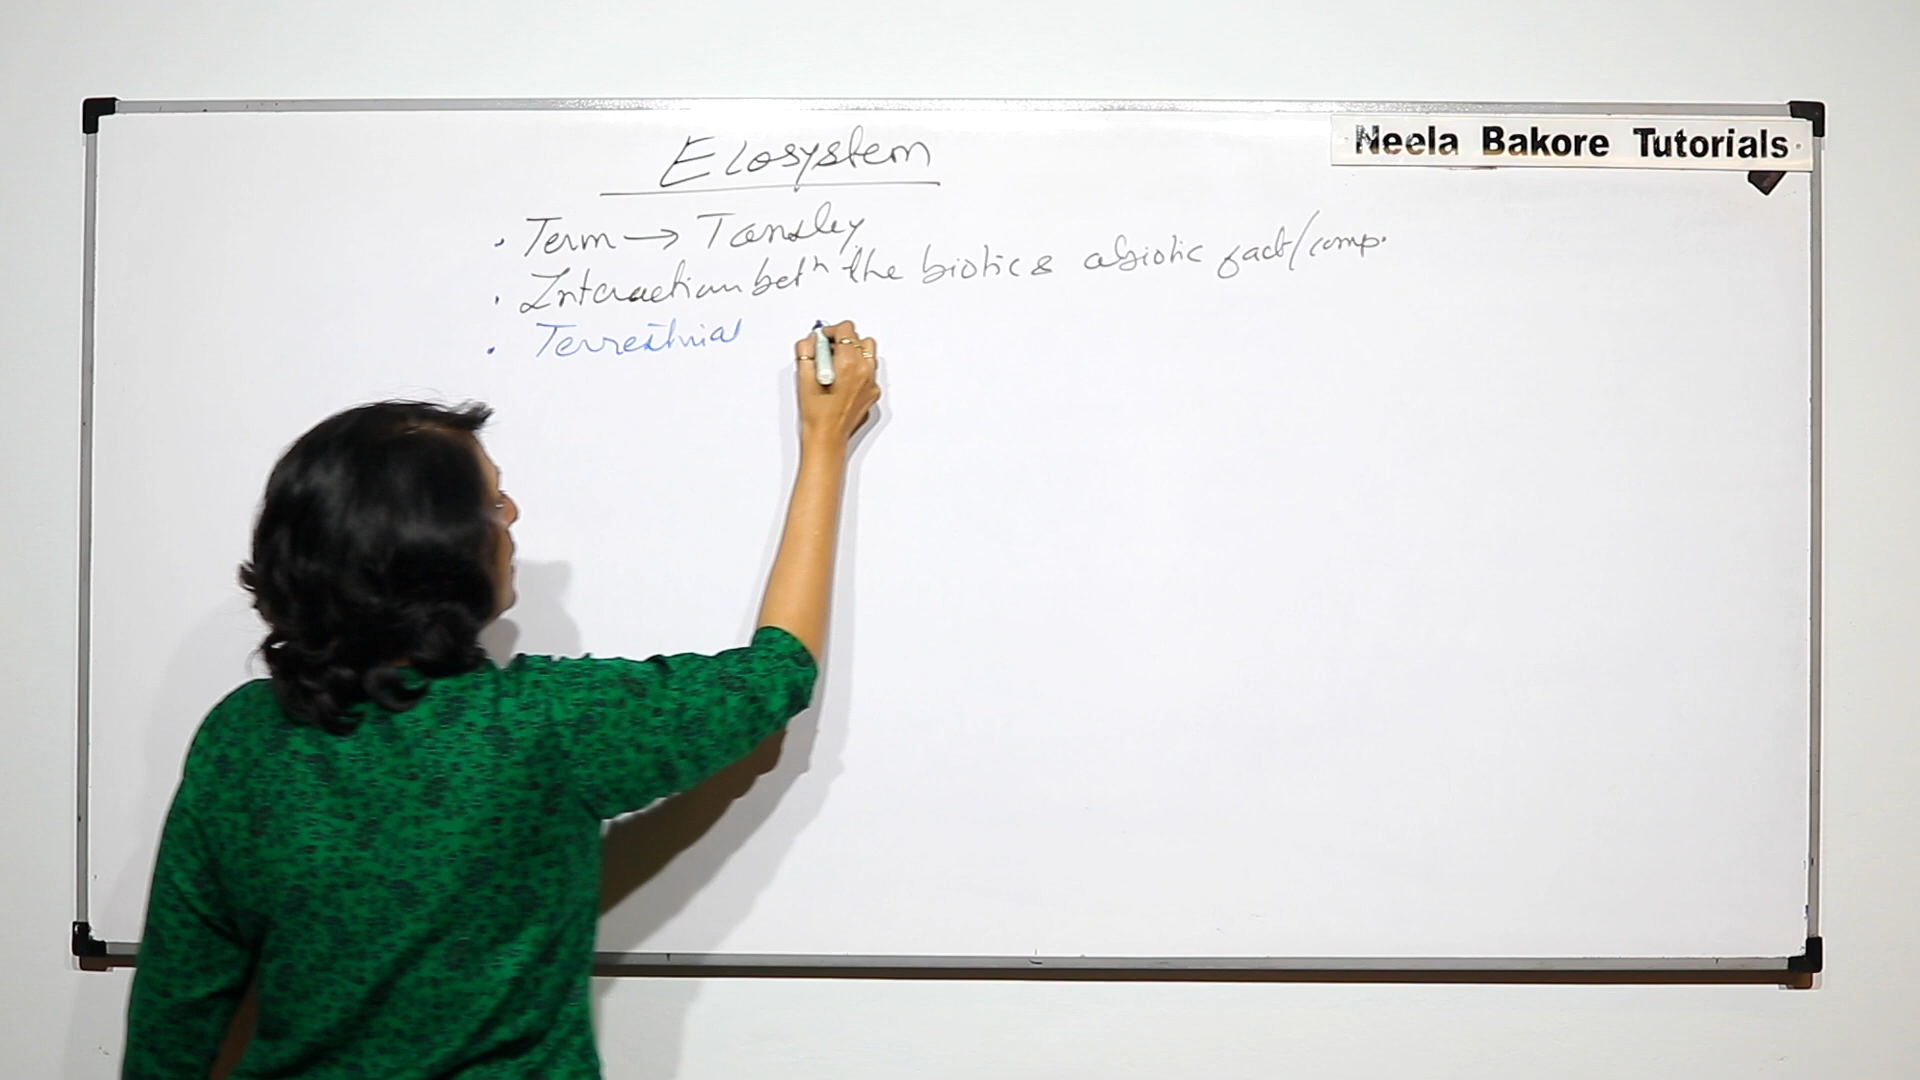 Neela Bakore Tutorials
Ecosystem
. Term → Tansley
. Interaction betn the biotic & abiotic fact/comp.
. Terrestrial